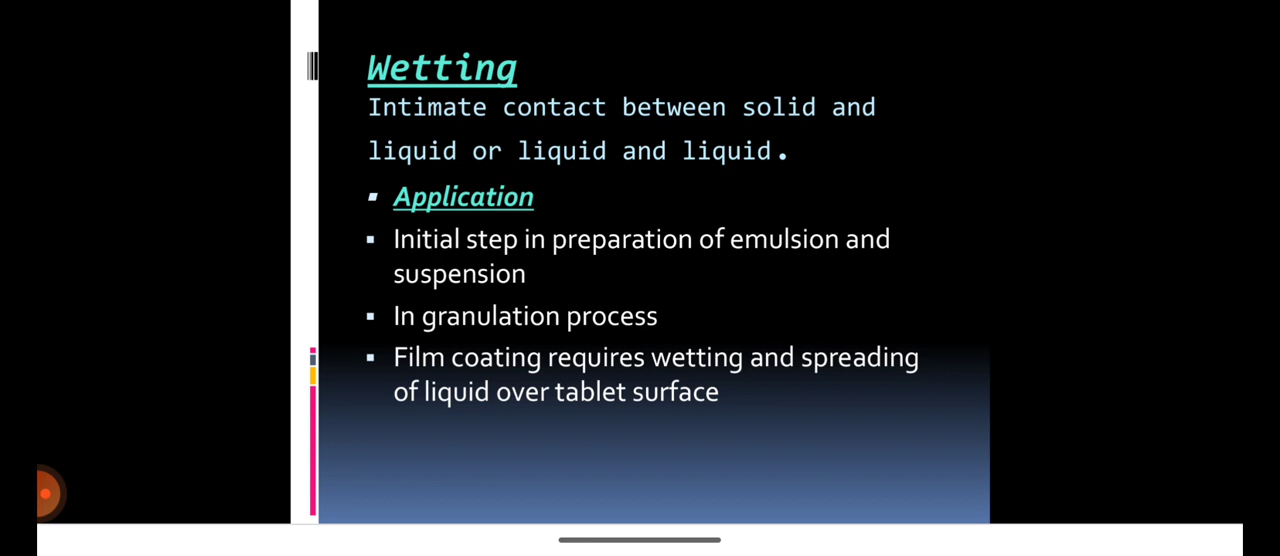 Wetting
Intimate contact between solid and
liquid or liquid and liquid.
▪ Application
▪ Initial step in preparation of emulsion and
suspension
▪ In granulation process
▪ Film coating requires wetting and spreading
of liquid over tablet surface